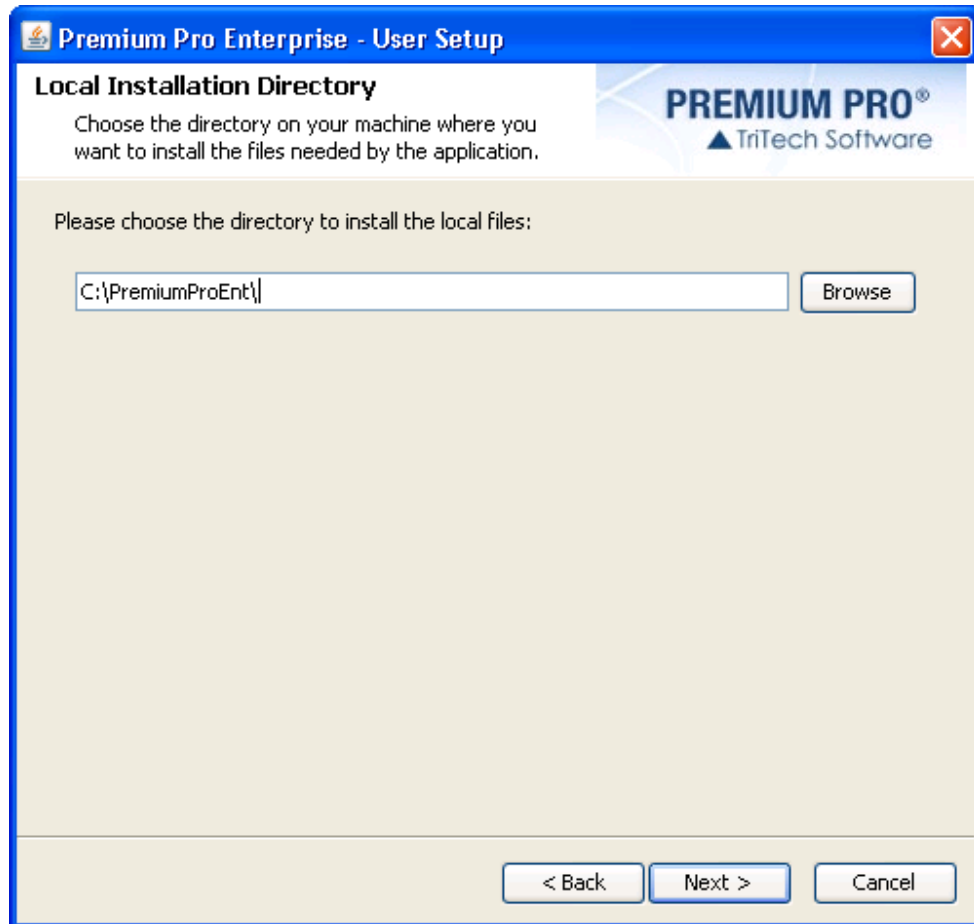 Premium Pro Enterprise - User Setup
Local Installation Directory
Choose the directory on your machine where you
want to install the files needed by the application.
PREMIUM PRO®
TriTech Software
Please choose the directory to install the local files:
C:\PremiumProEnt\
Browse
< Back
Next >
Cancel